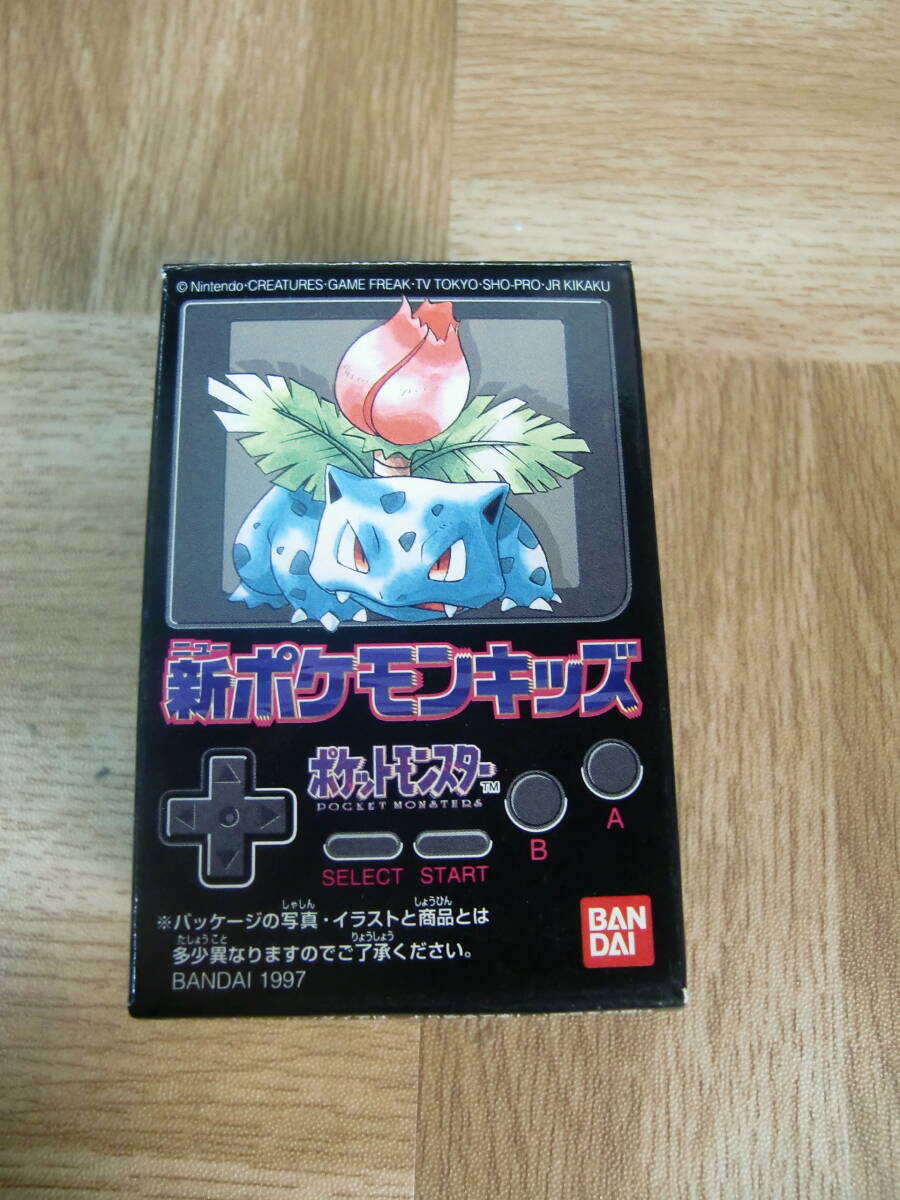 © Nintendo·CREATURES·GAME FREAK·TV TOKYO·SHO-PRO·JR KIKAKU
ニュー
新ポケモンキッズ
ポケットモンスター™
POCKET MONSTERS
SELECT START
B
A
しゃしん しょうひん
※パッケージの写真・イラストと商品とは
たしょうこと りょうしょう
多少異なりますのでご了承ください。
BANDAI 1997
BAN
DAI